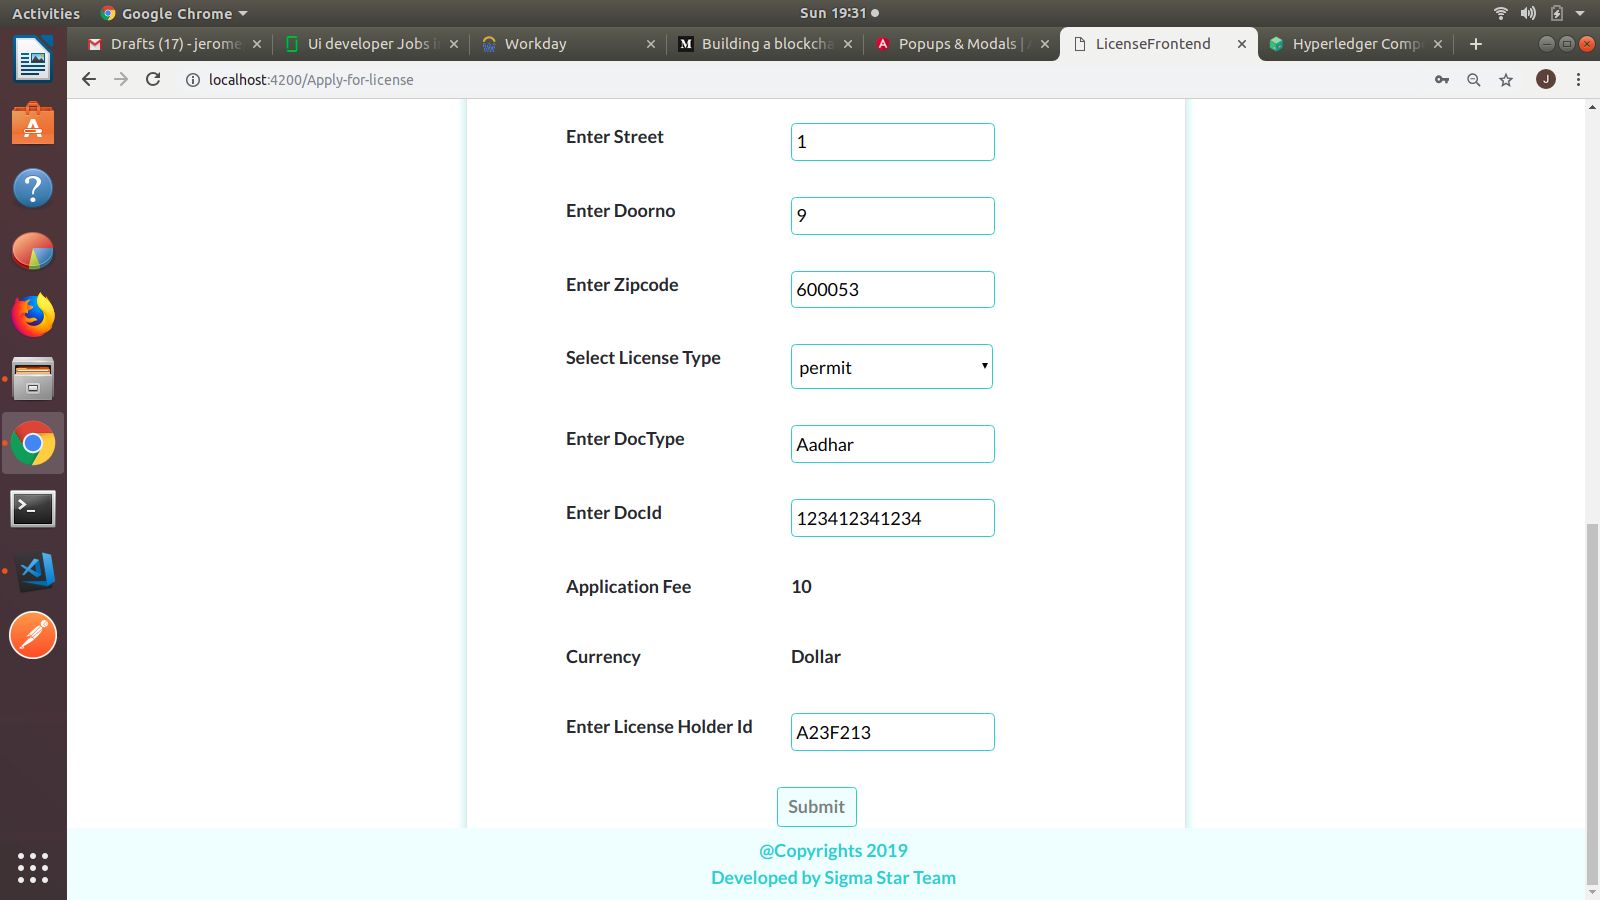 Activities
Google Chrome
Sun 19:31
Drafts (17) - jerome
Ui developer Jobs i
Workday
Building a blockcha
Popups & Modals |
LicenseFrontend
Hyperledger Comp
localhost:4200/Apply-for-license
J
Enter Street
1
Enter Doorno
9
Enter Zipcode
600053
Select License Type
permit
Enter DocType
Aadhar
Enter DocId
123412341234
Application Fee
10
Currency
Dollar
Enter License Holder Id
A23F213
Submit
@Copyrights 2019
Developed by Sigma Star Team